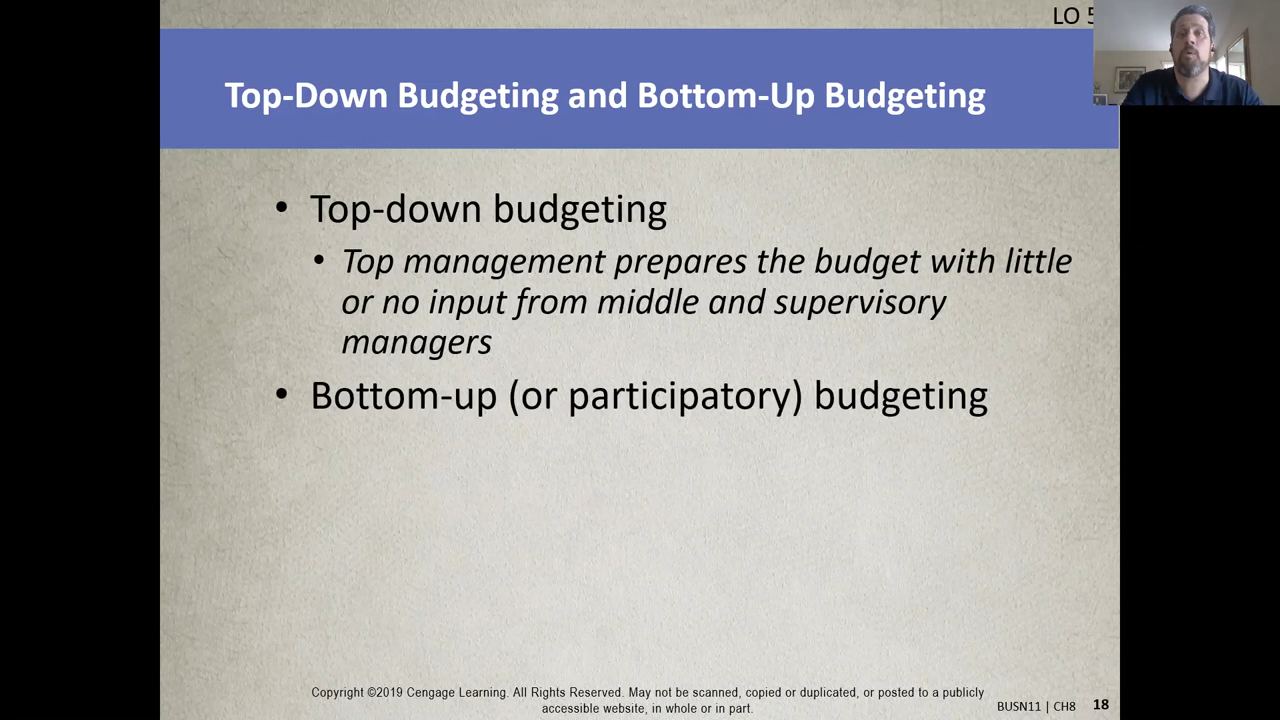 LO 5
Top-Down Budgeting and Bottom-Up Budgeting
• Top-down budgeting
• Top management prepares the budget with little
or no input from middle and supervisory
managers
• Bottom-up (or participatory) budgeting
Copyright ©2019 Cengage Learning. All Rights Reserved. May not be scanned, copied or duplicated, or posted to a publicly
accessible website, in whole or in part.
BUSN11 | CH8 18